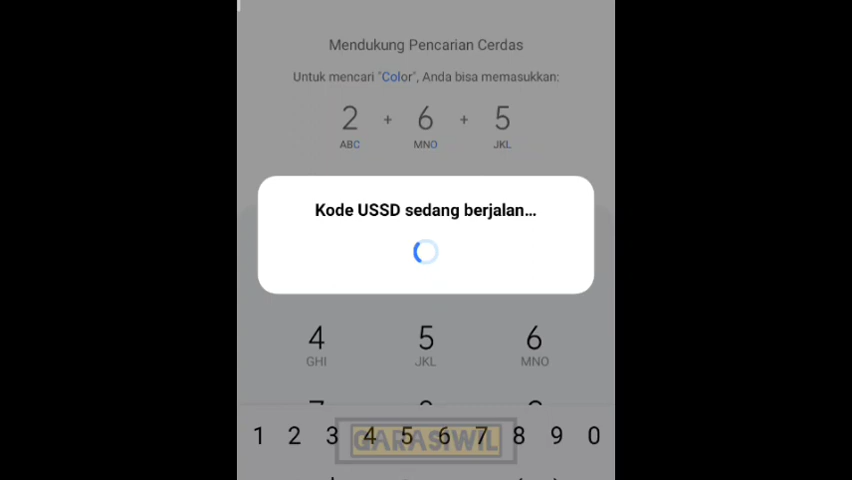 Mendukung Pencarian Cerdas
Untuk mencari "Color", Anda bisa memasukkan:
2 + 6 + 5
ABC MNO JKL
Kode USSD sedang berjalan...
4 5 6
GHI JKL MNO
1 2 3 4 5 6 7 8 9 0
GARASIWIL